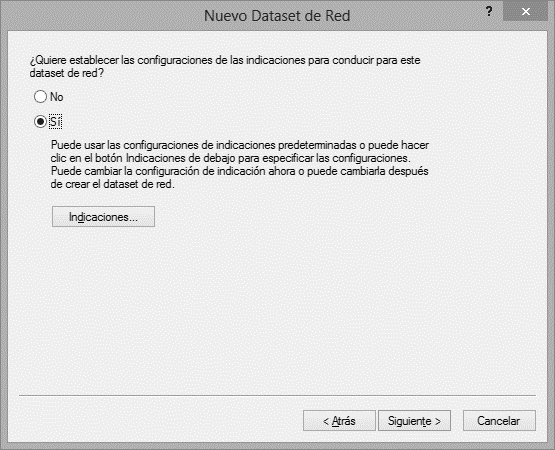 Nuevo Dataset de Red
?
¿Quiere establecer las configuraciones de las indicaciones para conducir para este
dataset de red?
No
Sí
Puede usar las configuraciones de indicaciones predeterminadas o puede hacer
clic en el botón Indicaciones de debajo para especificar las configuraciones.
Puede cambiar la configuración de indicación ahora o puede cambiarla después
de crear el dataset de red.
Indicaciones...
< Atrás
Siguiente >
Cancelar